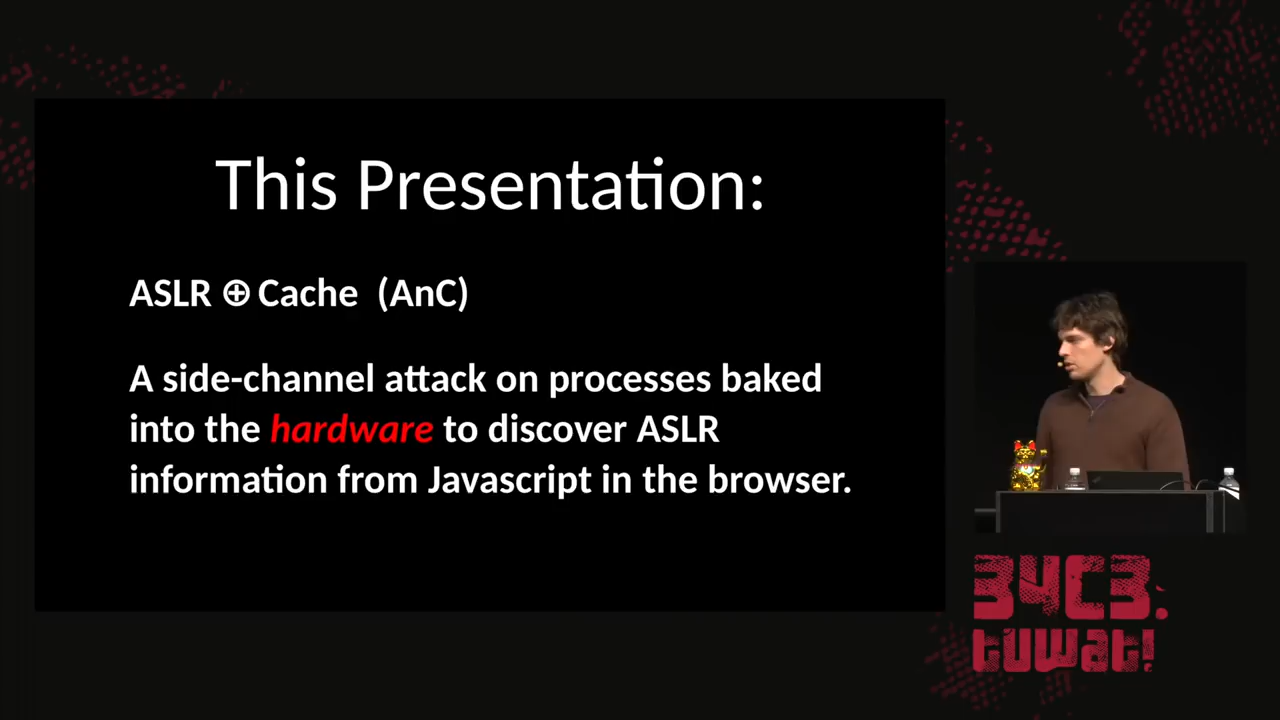 This Presentation:
ASLR ⊕ Cache (AnC)
A side-channel attack on processes baked
into the hardware to discover ASLR
information from Javascript in the browser.
34C3.
tuwat!